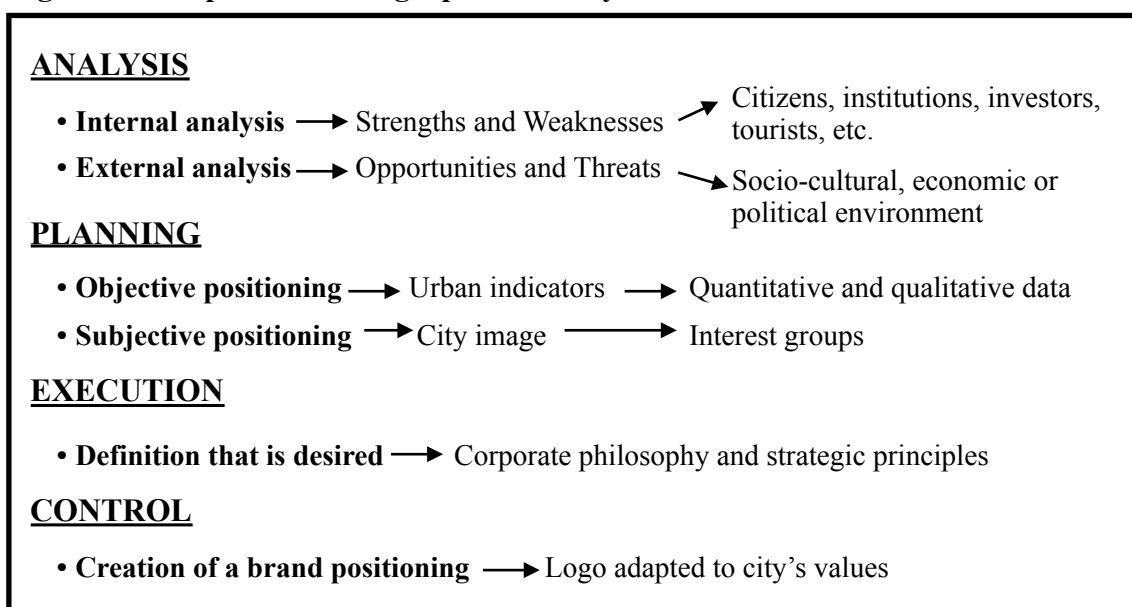 ANALYSIS
• Internal analysis → Strengths and Weaknesses → Citizens, institutions, investors,
tourists, etc.
• External analysis → Opportunities and Threats → Socio-cultural, economic or
political environment
PLANNING
• Objective positioning → Urban indicators → Quantitative and qualitative data
• Subjective positioning → City image → Interest groups
EXECUTION
• Definition that is desired → Corporate philosophy and strategic principles
CONTROL
• Creation of a brand positioning → Logo adapted to city’s values